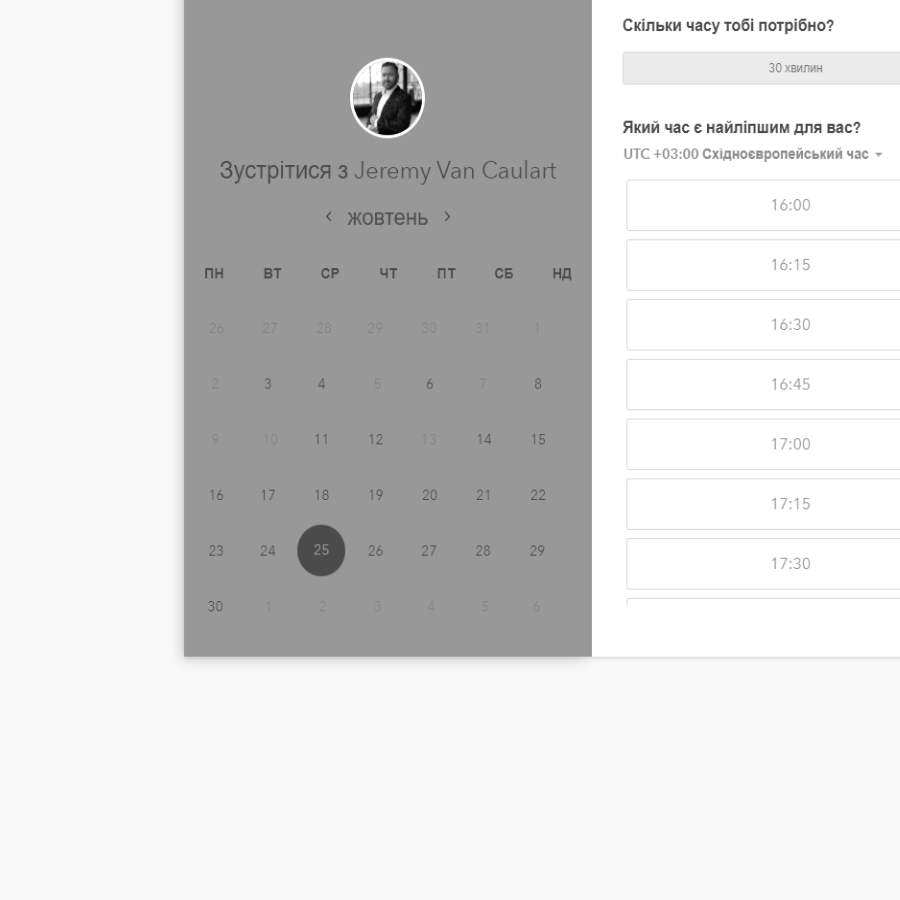 Зустрітися з Jeremy Van Caulart
‹ жовтень ›
ПН ВТ СР ЧТ ПТ СБ НД
26 27 28 29 30 31 1
2 3 4 5 6 7 8
9 10 11 12 13 14 15
16 17 18 19 20 21 22
23 24 25 26 27 28 29
30 1 2 3 4 5 6
Скільки часу тобі потрібно?
30 хвилин
Який час є найліпшим для вас?
UTC +03:00 Східноєвропейський час
16:00
16:15
16:30
16:45
17:00
17:15
17:30